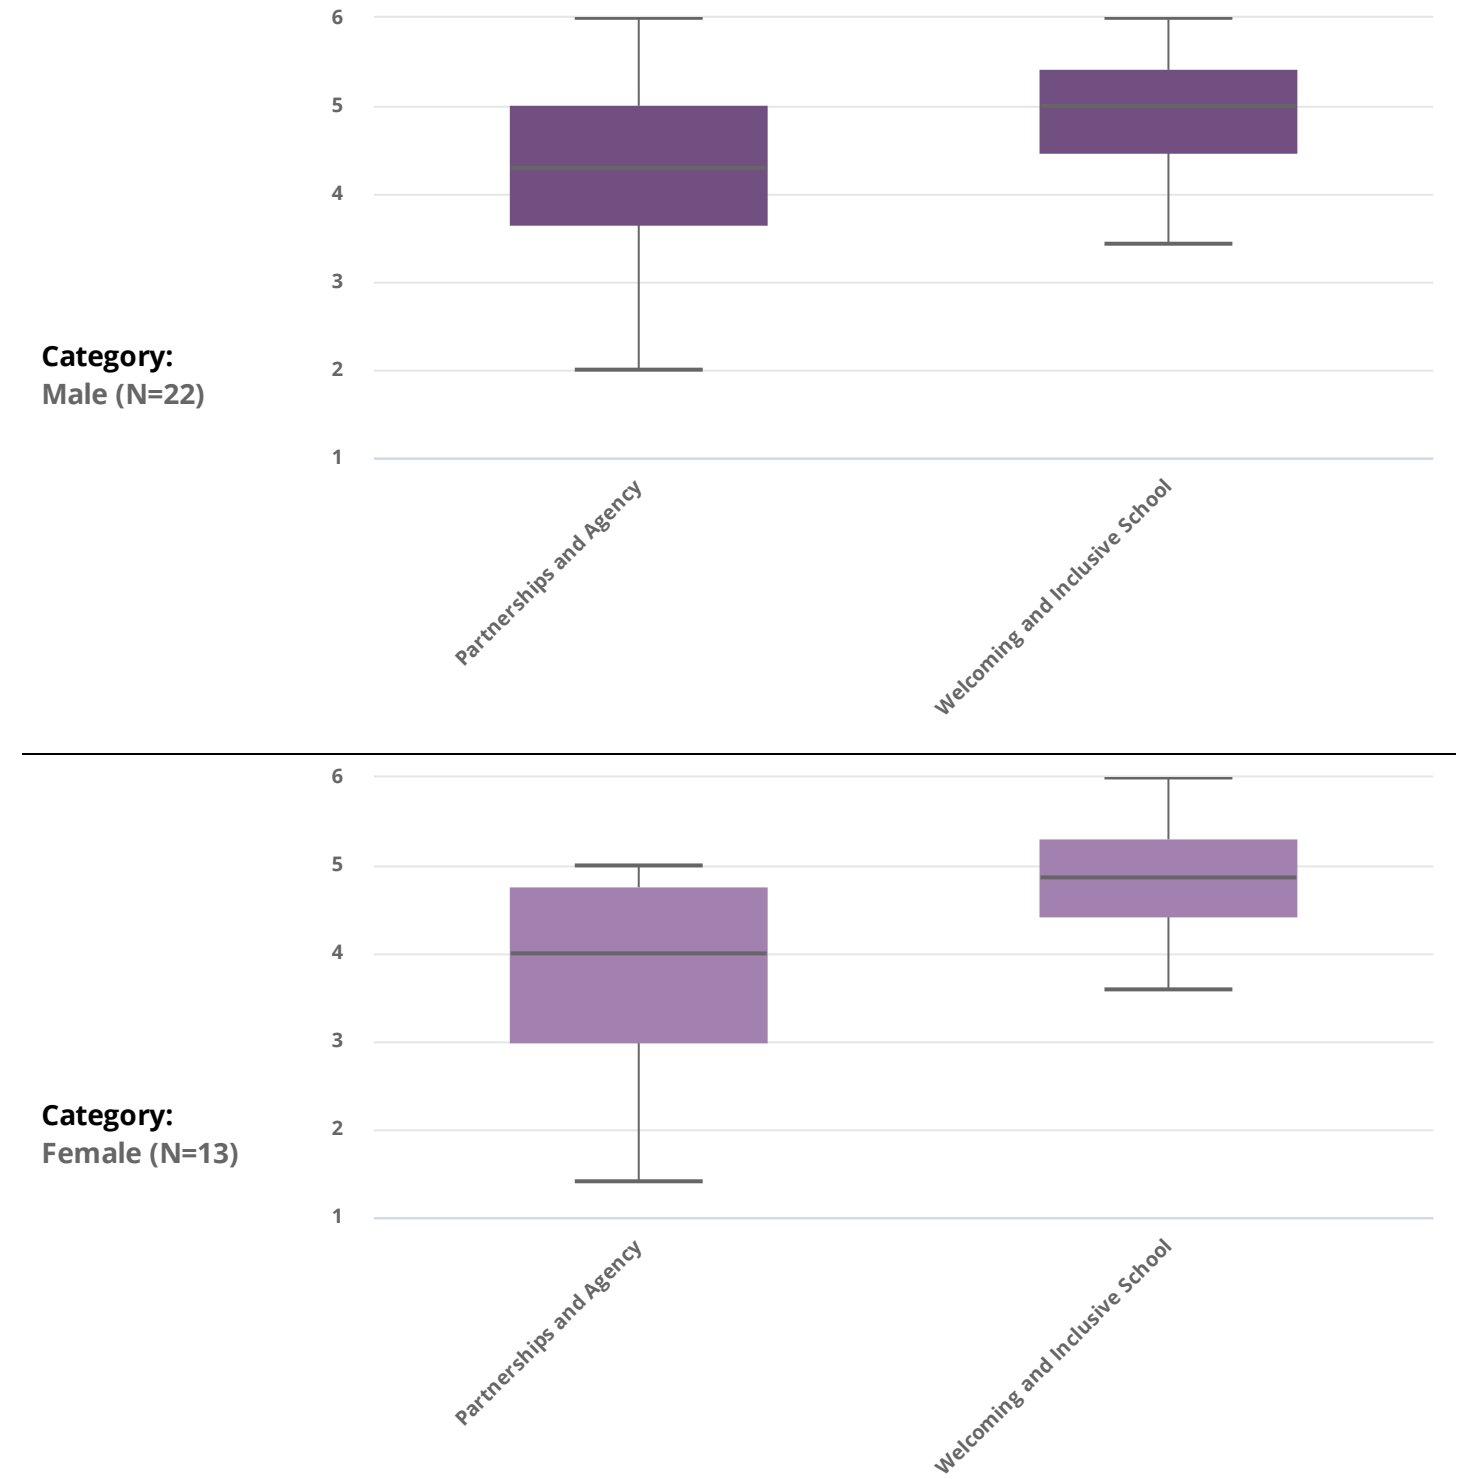 6
5
4
3
2
1
Category:
Male (N=22)
Partnerships and Agency
Welcoming and Inclusive School
6
5
4
3
2
1
Category:
Female (N=13)
Partnerships and Agency
Welcoming and Inclusive School